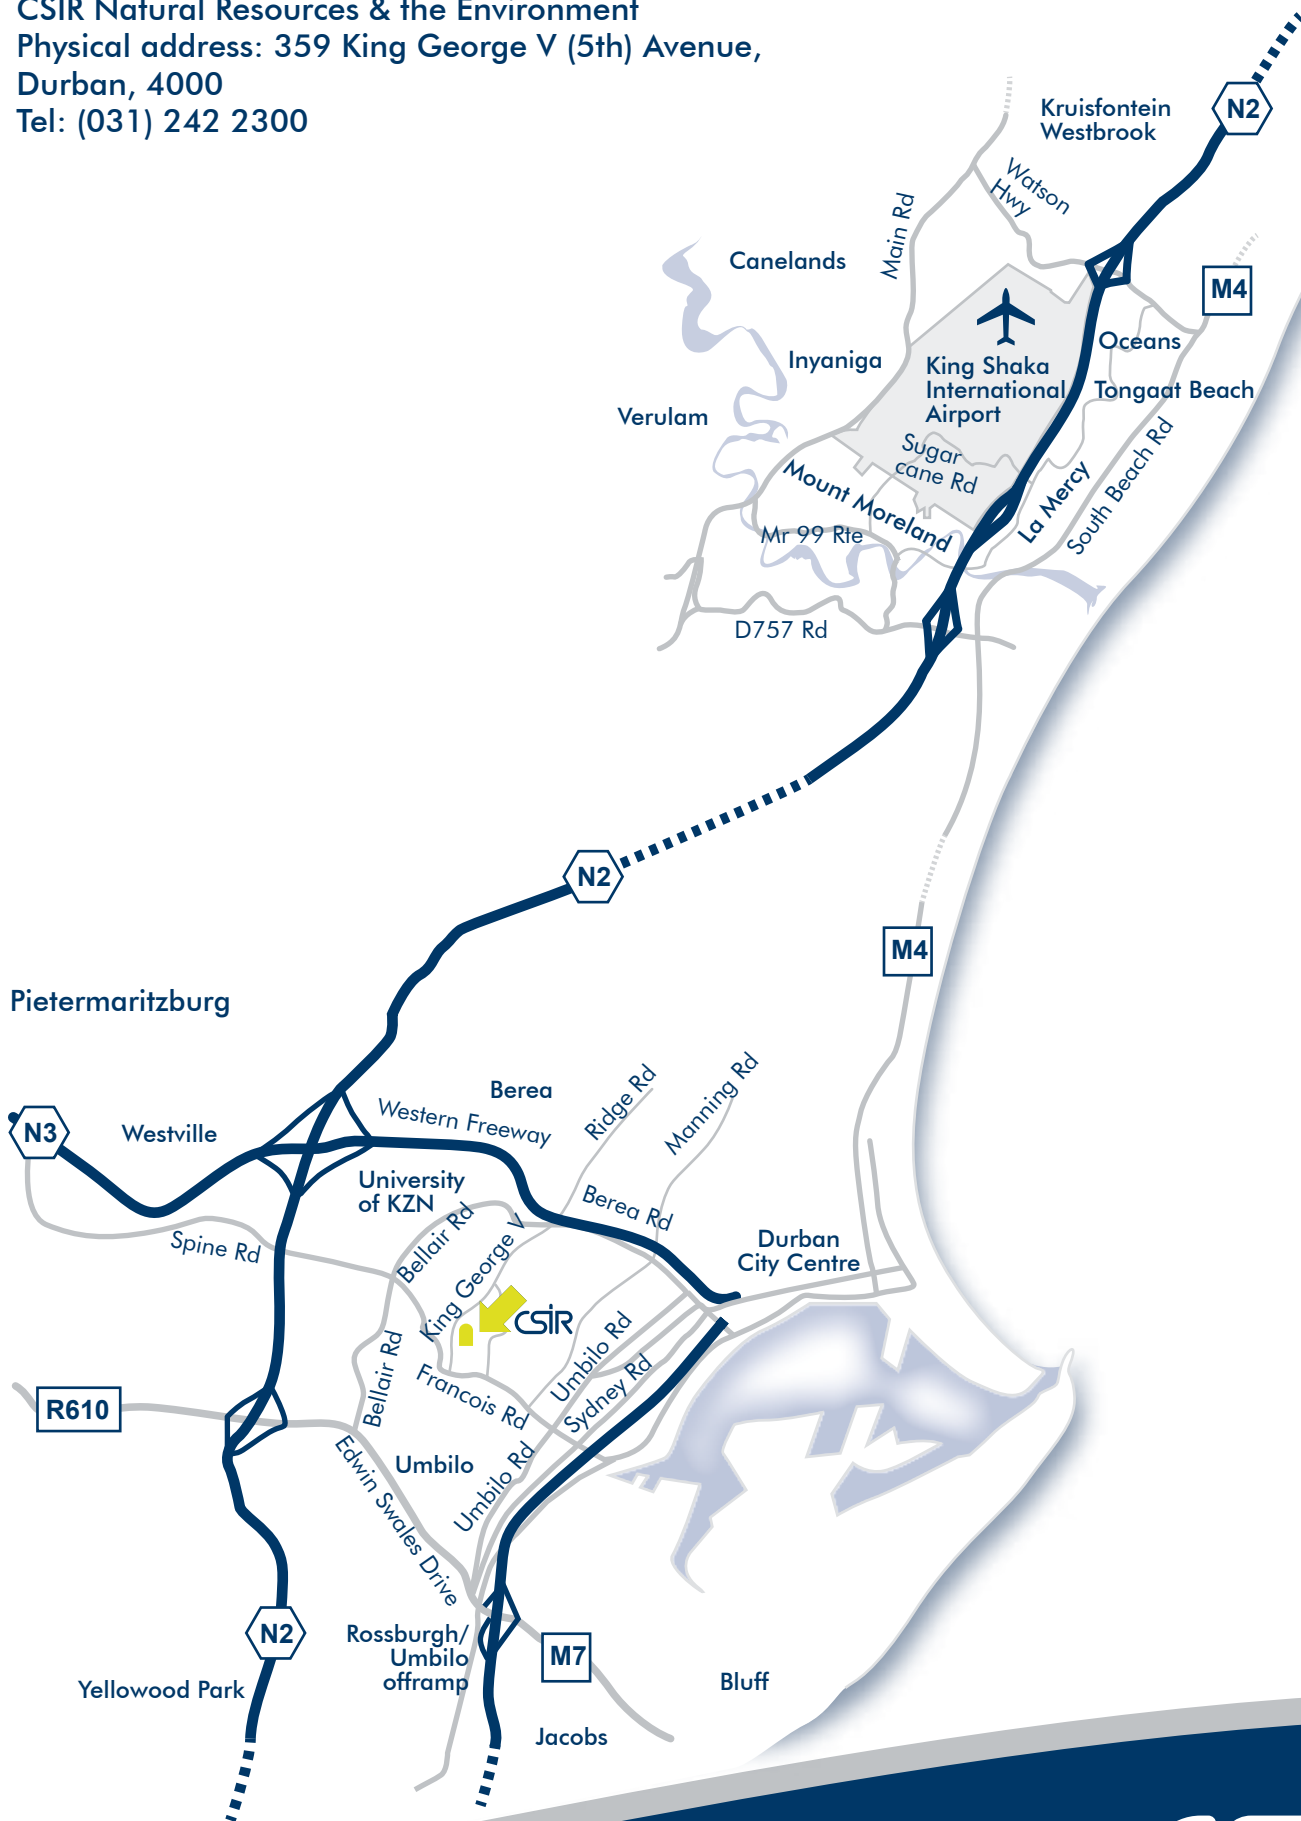 CSIR Natural Resources & the Environment
Physical address: 359 King George V (5th) Avenue,
Durban, 4000
Tel: (031) 242 2300
Kruisfontein
Westbrook
N2
Watson
Hwy
Main Rd
Canelands
M4
Inyaniga
King Shaka
International
Airport
Oceans
Tongaat Beach
Verulam
Sugar
cane Rd
Mount Moreland
La Mercy
South Beach Rd
Mr 99 Rte
D757 Rd
N2
M4
Pietermaritzburg
Berea
Ridge Rd
Manning Rd
N3
Westville
Western Freeway
University
of KZN
Berea Rd
Bellair Rd
Spine Rd
King George V
Durban
City Centre
CSIR
Bellair Rd
Umbilo Rd
Francois Rd
Sydney Rd
R610
Umbilo
Umbilo Rd
Edwin Swales Drive
N2
Rossburgh/
Umbilo
offramp
M7
Yellowood Park
Bluff
Jacobs